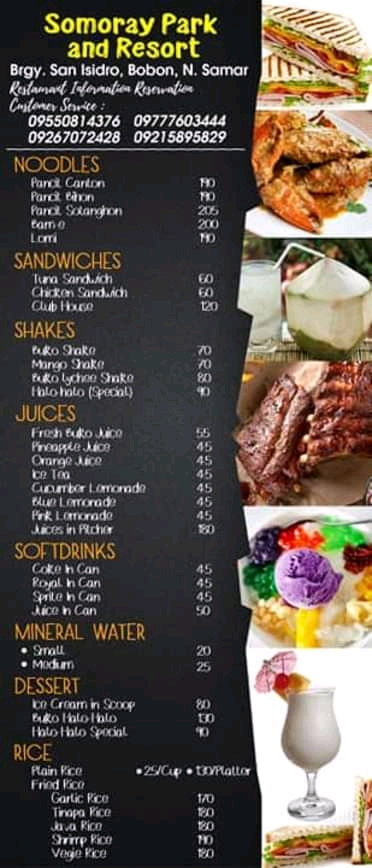 Somoray Park
and Resort
Brgy. San Isidro, Bobon, N. Samar
Restaurant Information Reservation
Customer Service :
09550814376 09777603444
09267072428 09215895829
NOODLES
Pancit Canton 190
Pancit Bihon 190
Pancit Sotanghon 205
Bam-e 200
Lomi 190
SANDWICHES
Tuna Sandwich 60
Chicken Sandwich 60
Club House 120
SHAKES
Buko Shake 70
Mango Shake 70
Buko lychee Shake 80
Halo-halo (Special) 90
JUICES
Fresh Buko Juice 55
Pineapple Juice 45
Orange Juice 45
Ice Tea 45
Cucumber Lemonade 45
Blue Lemonade 45
Pink Lemonade 45
Juices in Pitcher 180
SOFTDRINKS
Coke In Can 45
Royal In Can 45
Sprite In Can 45
Juice In Can 50
MINERAL WATER
• Small 20
• Medium 25
DESSERT
Ice Cream in Scoop 80
Buko Halo-Halo 130
Halo Halo Special 90
RICE
Plain Rice • 25/Cup • 130/Platter
Fried Rice
Garlic Rice 170
Tinapa Rice 180
Java Rice 180
Shrimp Rice 190
Vegie Rice 180